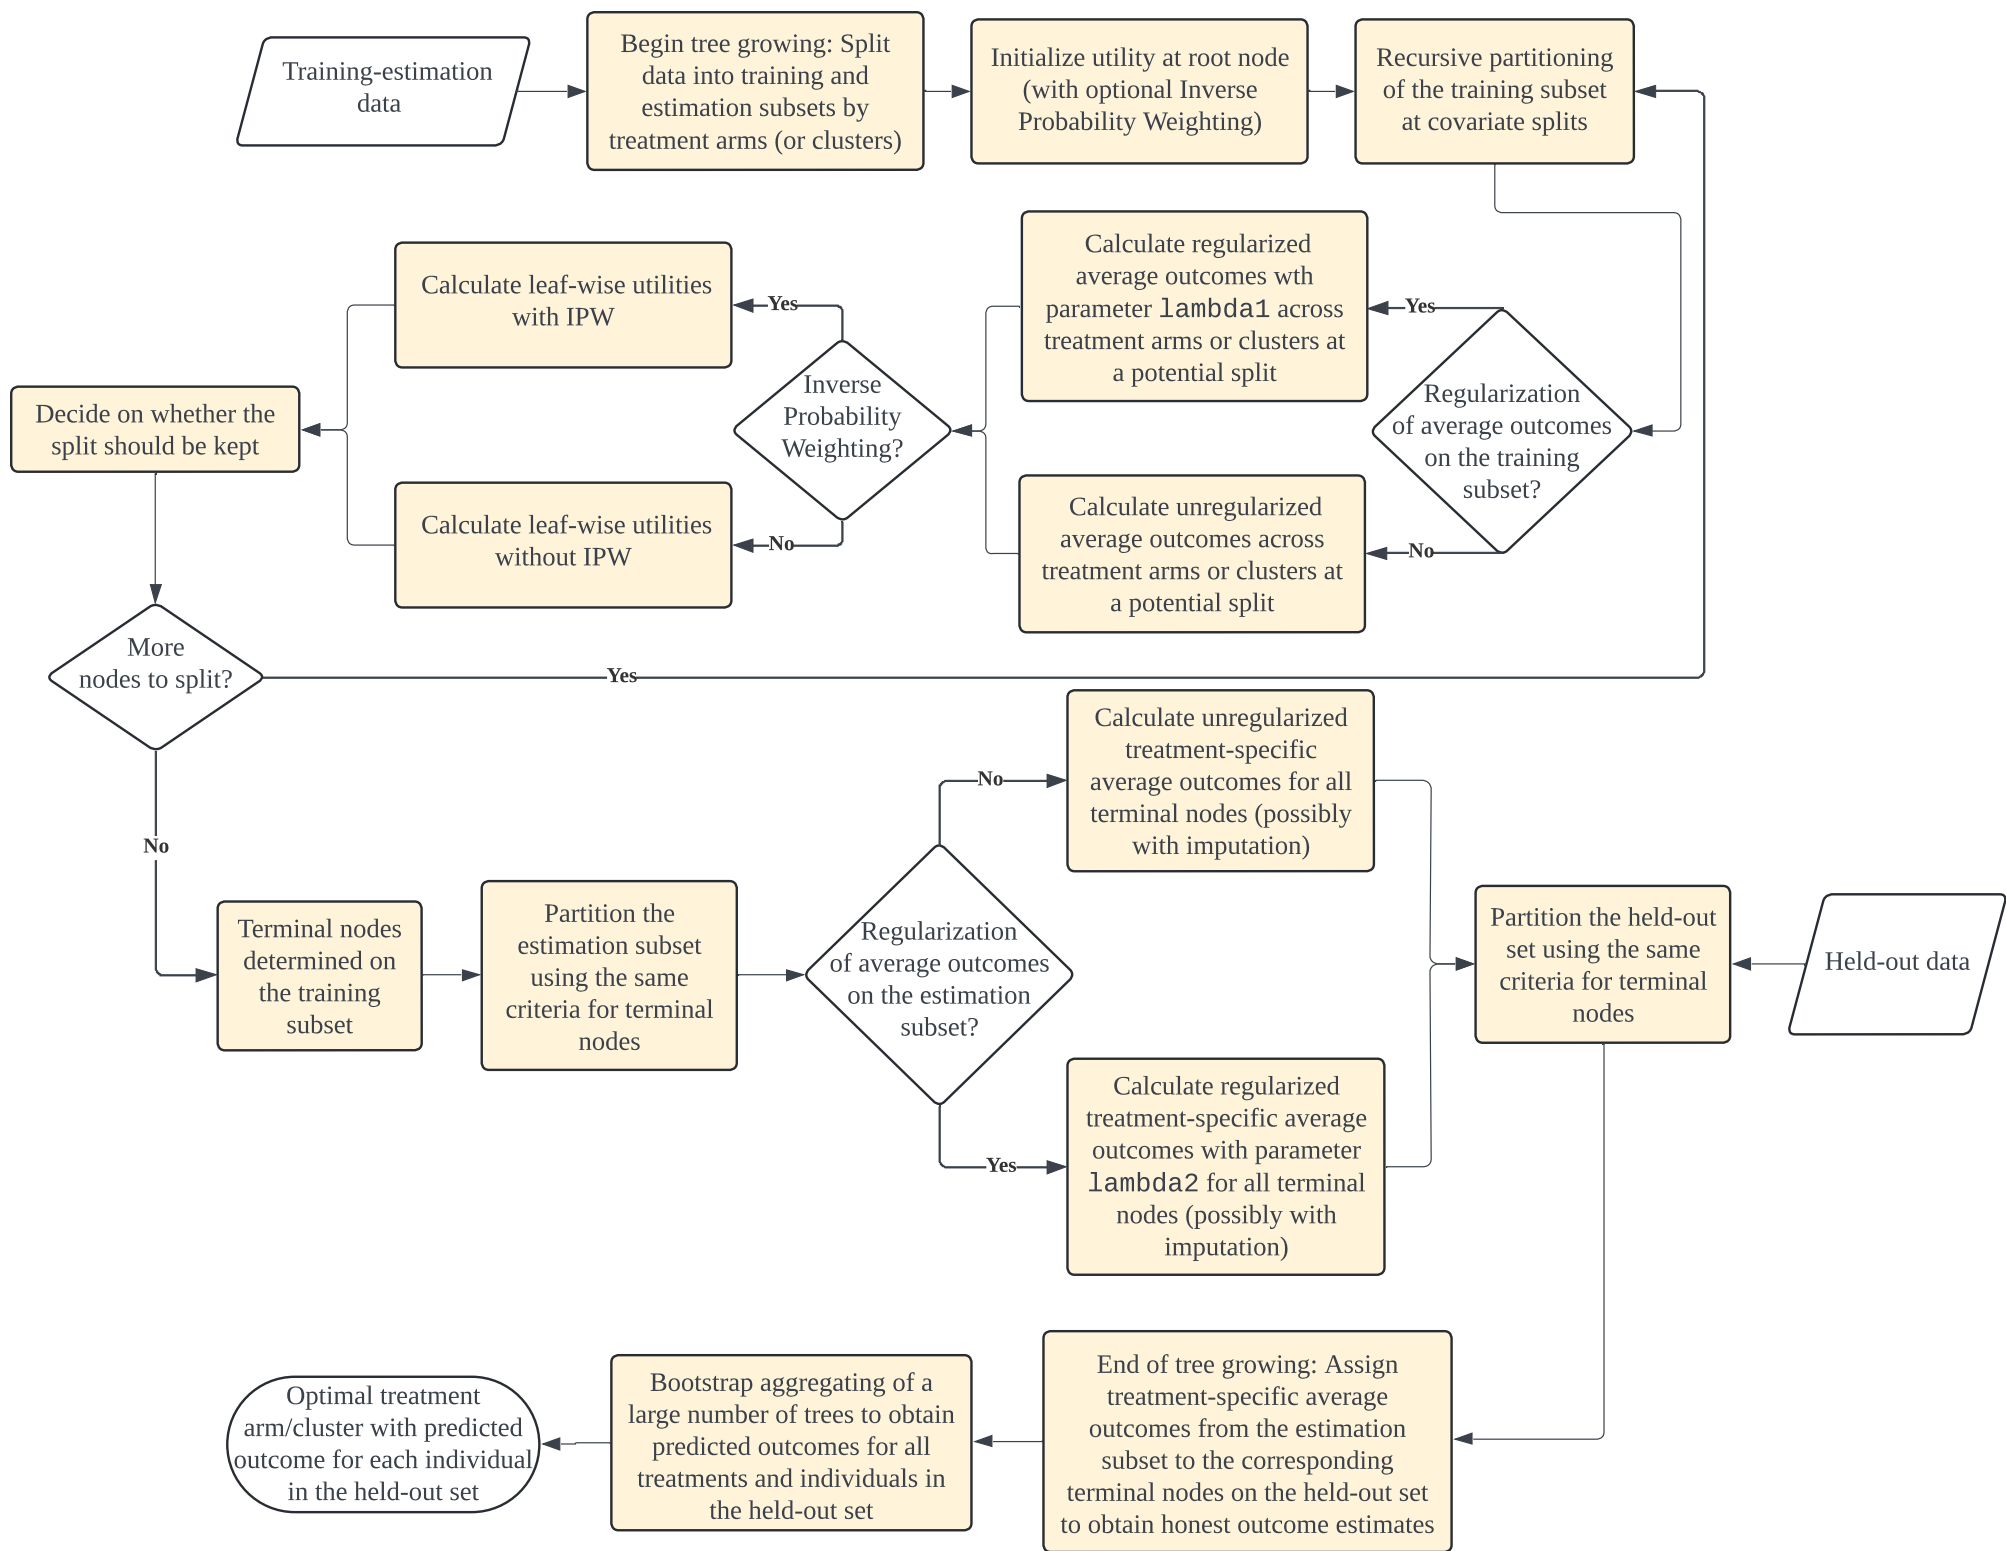 Training-estimation
data
Begin tree growing: Split
data into training and
estimation subsets by
treatment arms (or clusters)
Initialize utility at root node
(with optional Inverse
Probability Weighting)
Recursive partitioning
of the training subset
at covariate splits
Regularization
of average outcomes
on the training
subset?
Yes
Calculate regularized
average outcomes wth
parameter lambda1 across
treatment arms or clusters at
a potential split
No
Calculate unregularized
average outcomes across
treatment arms or clusters at
a potential split
Inverse
Probability
Weighting?
Yes
Calculate leaf-wise utilities
with IPW
No
Calculate leaf-wise utilities
without IPW
Decide on whether the
split should be kept
More
nodes to split?
Yes
No
Terminal nodes
determined on
the training
subset
Partition the
estimation subset
using the same
criteria for terminal
nodes
Regularization
of average outcomes
on the estimation
subset?
No
Calculate unregularized
treatment-specific
average outcomes for all
terminal nodes (possibly
with imputation)
Yes
Calculate regularized
treatment-specific average
outcomes with parameter
lambda2 for all terminal
nodes (possibly with
imputation)
Partition the held-out
set using the same
criteria for terminal
nodes
Held-out data
End of tree growing: Assign
treatment-specific average
outcomes from the estimation
subset to the corresponding
terminal nodes on the held-out set
to obtain honest outcome estimates
Bootstrap aggregating of a
large number of trees to obtain
predicted outcomes for all
treatments and individuals in
the held-out set
Optimal treatment
arm/cluster with predicted
outcome for each individual
in the held-out set